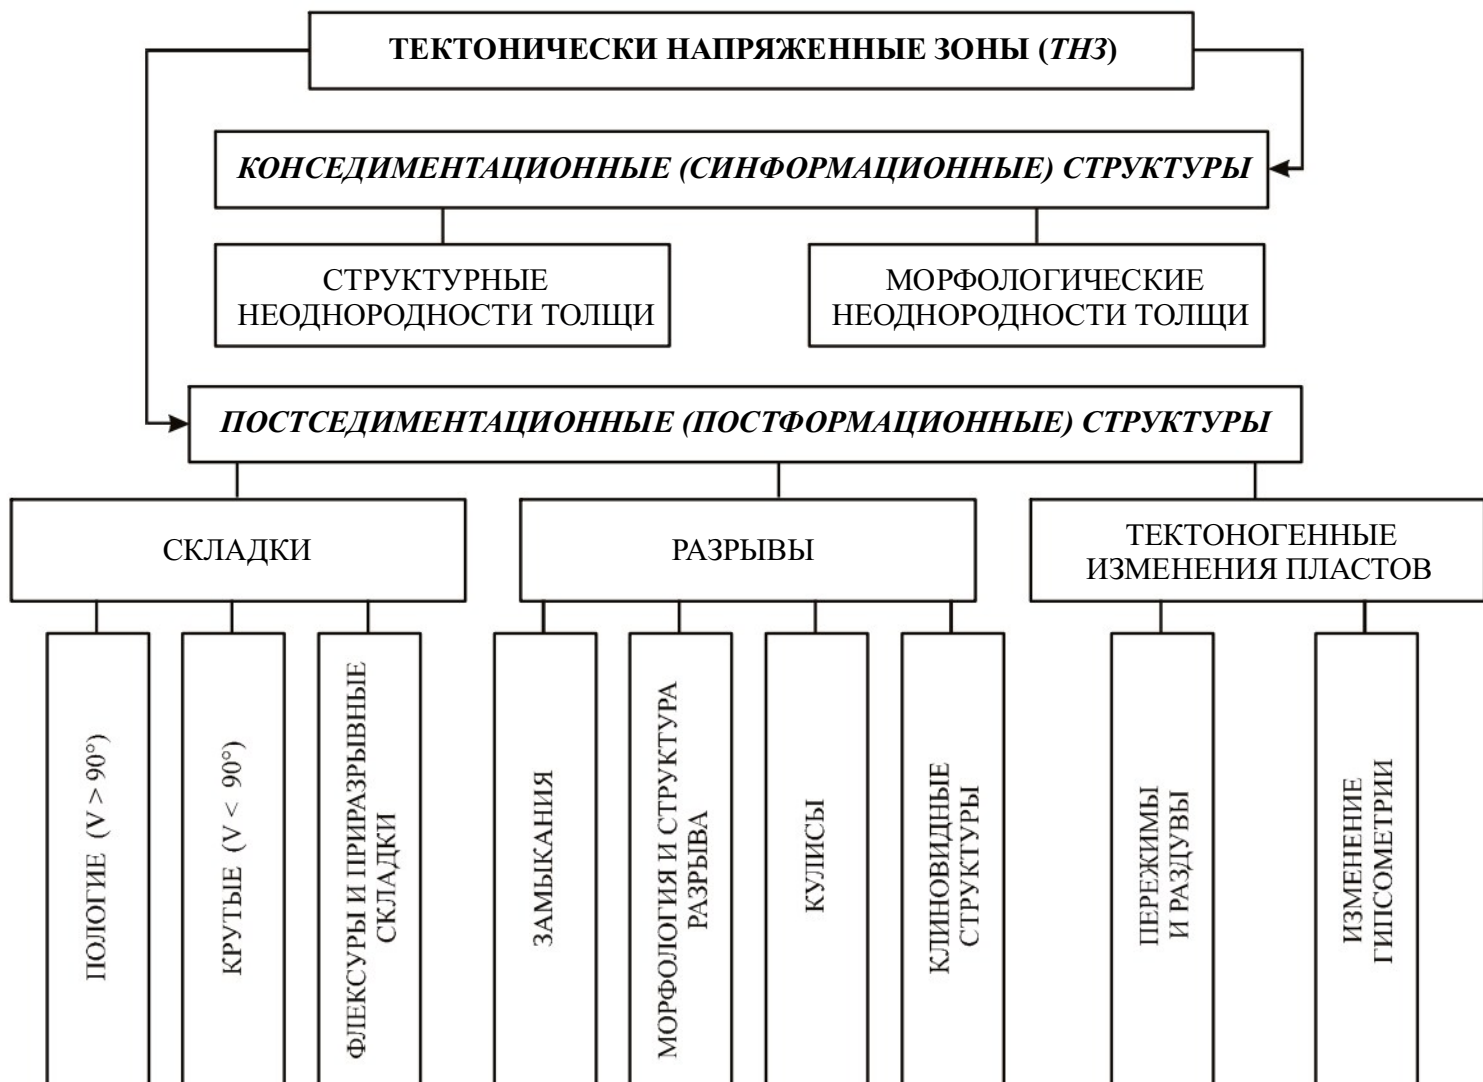 ТЕКТОНИЧЕСКИ НАПРЯЖЕННЫЕ ЗОНЫ (ТНЗ)
КОНСЕДИМЕНТАЦИОННЫЕ (СИНФОРМАЦИОННЫЕ) СТРУКТУРЫ
СТРУКТУРНЫЕ
НЕОДНОРОДНОСТИ ТОЛЩИ
МОРФОЛОГИЧЕСКИЕ
НЕОДНОРОДНОСТИ ТОЛЩИ
ПОСТСЕДИМЕНТАЦИОННЫЕ (ПОСТФОРМАЦИОННЫЕ) СТРУКТУРЫ
СКЛАДКИ
РАЗРЫВЫ
ТЕКТОНОГЕННЫЕ
ИЗМЕНЕНИЯ ПЛАСТОВ
ПОЛОГИЕ (V > 90°)
КРУТЫЕ (V < 90°)
ФЛЕКСУРЫ И ПРИРАЗРЫВНЫЕ
СКЛАДКИ
ЗАМЫКАНИЯ
МОРФОЛОГИЯ И СТРУКТУРА
РАЗРЫВА
КУЛИСЫ
КЛИНОВИДНЫЕ
СТРУКТУРЫ
ПЕРЕЖИМЫ
И РАЗДУВЫ
ИЗМЕНЕНИЕ
ГИПСОМЕТРИИ